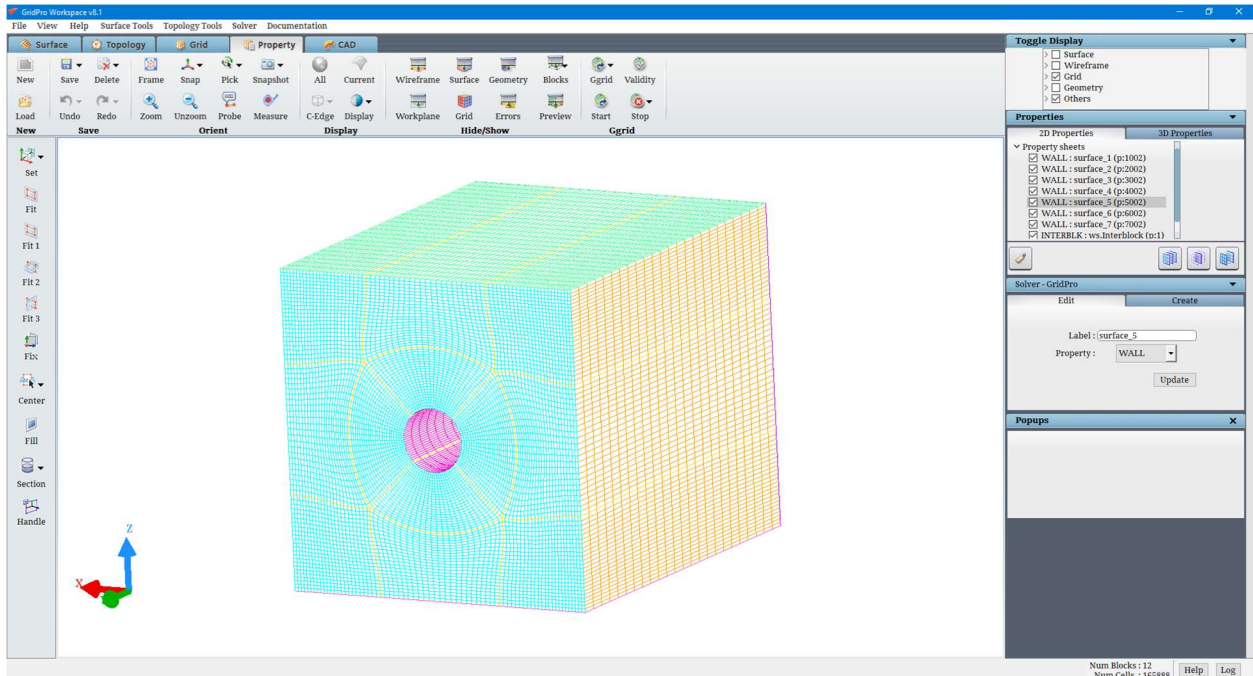 GridPro Workspace v8.1
File View Help Surface Tools Topology Tools Solver Documentation
Surface Topology Grid Property CAD
New Save Delete Frame Snap Pick Snapshot All Current Wireframe Surface Geometry Blocks Ggrid Validity
Load Undo Redo Zoom Unzoom Probe Measure C-Edge Display Workplane Grid Errors Preview Start Stop
New Save Orient Display Hide/Show Ggrid
Set
Fit
Fit 1
Fit 2
Fit 3
Fix
Center
Fill
Section
Handle
Z
X
Toggle Display
Surface
Wireframe
Grid
Geometry
Others
Properties
2D Properties 3D Properties
Property sheets
WALL : surface_1 (p:1002)
WALL : surface_2 (p:2002)
WALL : surface_3 (p:3002)
WALL : surface_4 (p:4002)
WALL : surface_5 (p:5002)
WALL : surface_6 (p:6002)
WALL : surface_7 (p:7002)
INTERBLK : ws.Interblock (p:1)
Solver - GridPro
Edit Create
Label : surface_5
Property : WALL
Update
Popups
Num Blocks : 12
Num Cells : 165888
Help Log